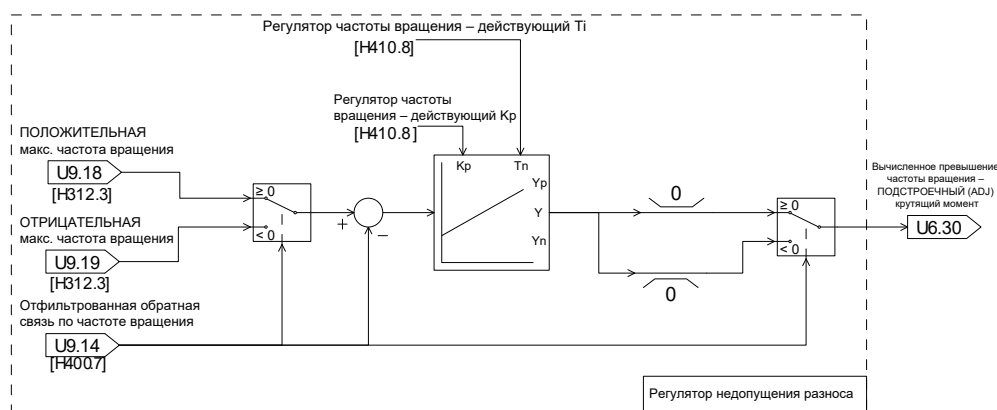 Регулятор частоты вращения – действующий Ti
[H410.8]
Регулятор частоты
вращения – действующий Kp
[H410.8]
ПОЛОЖИТЕЛЬНАЯ
макс. частота вращения
U9.18
[H312.3]
ОТРИЦАТЕЛЬНАЯ
макс. частота вращения
U9.19
[H312.3]
Отфильтрованная обратная
связь по частоте вращения
U9.14
[H400.7]
≥ 0
< 0
+
–
Kp
Tn
Yp
Y
Yn
0
0
≥ 0
< 0
Вычисленное превышение
частоты вращения –
ПОДСТРОЕЧНЫЙ (ADJ)
крутящий момент
U6.30
Регулятор недопущения разноса